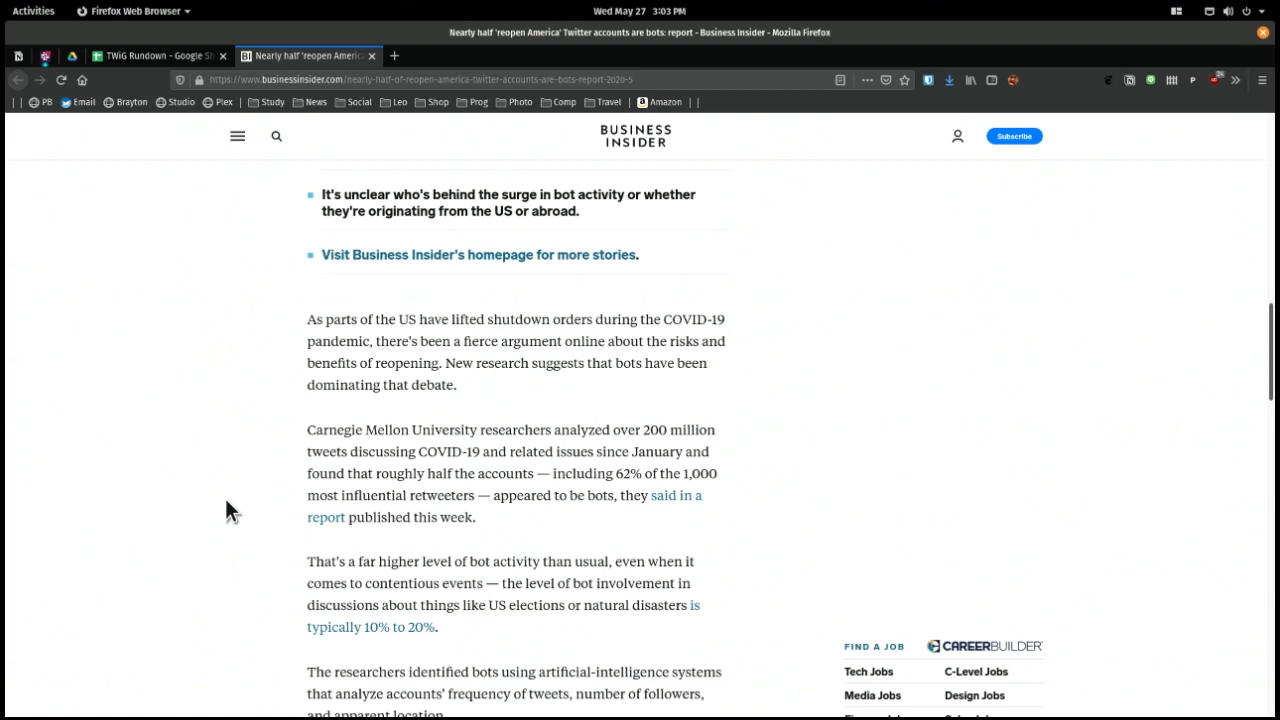 Activities
Firefox Web Browser
Wed May 27 3:03 PM
Nearly half 'reopen America' Twitter accounts are bots: report - Business Insider - Mozilla Firefox
TWiG Rundown - Google Sh
BI
Nearly half 'reopen Americ
https://www.businessinsider.com/nearly-half-of-reopen-america-twitter-accounts-are-bots-report-2020-5
PB
Email
Brayton
Studio
Plex
Study
News
Social
Leo
Shop
Prog
Photo
Comp
Travel
Amazon
BUSINESS
INSIDER
Subscribe
It's unclear who's behind the surge in bot activity or whether
they're originating from the US or abroad.
Visit Business Insider's homepage for more stories.
As parts of the US have lifted shutdown orders during the COVID-19
pandemic, there's been a fierce argument online about the risks and
benefits of reopening. New research suggests that bots have been
dominating that debate.
Carnegie Mellon University researchers analyzed over 200 million
tweets discussing COVID-19 and related issues since January and
found that roughly half the accounts — including 62% of the 1,000
most influential retweeters — appeared to be bots, they said in a
report published this week.
That's a far higher level of bot activity than usual, even when it
comes to contentious events — the level of bot involvement in
discussions about things like US elections or natural disasters is
typically 10% to 20%.
The researchers identified bots using artificial-intelligence systems
that analyze accounts' frequency of tweets, number of followers,
and apparent location.
FIND A JOB
CAREERBUILDER
Tech Jobs
C-Level Jobs
Media Jobs
Design Jobs